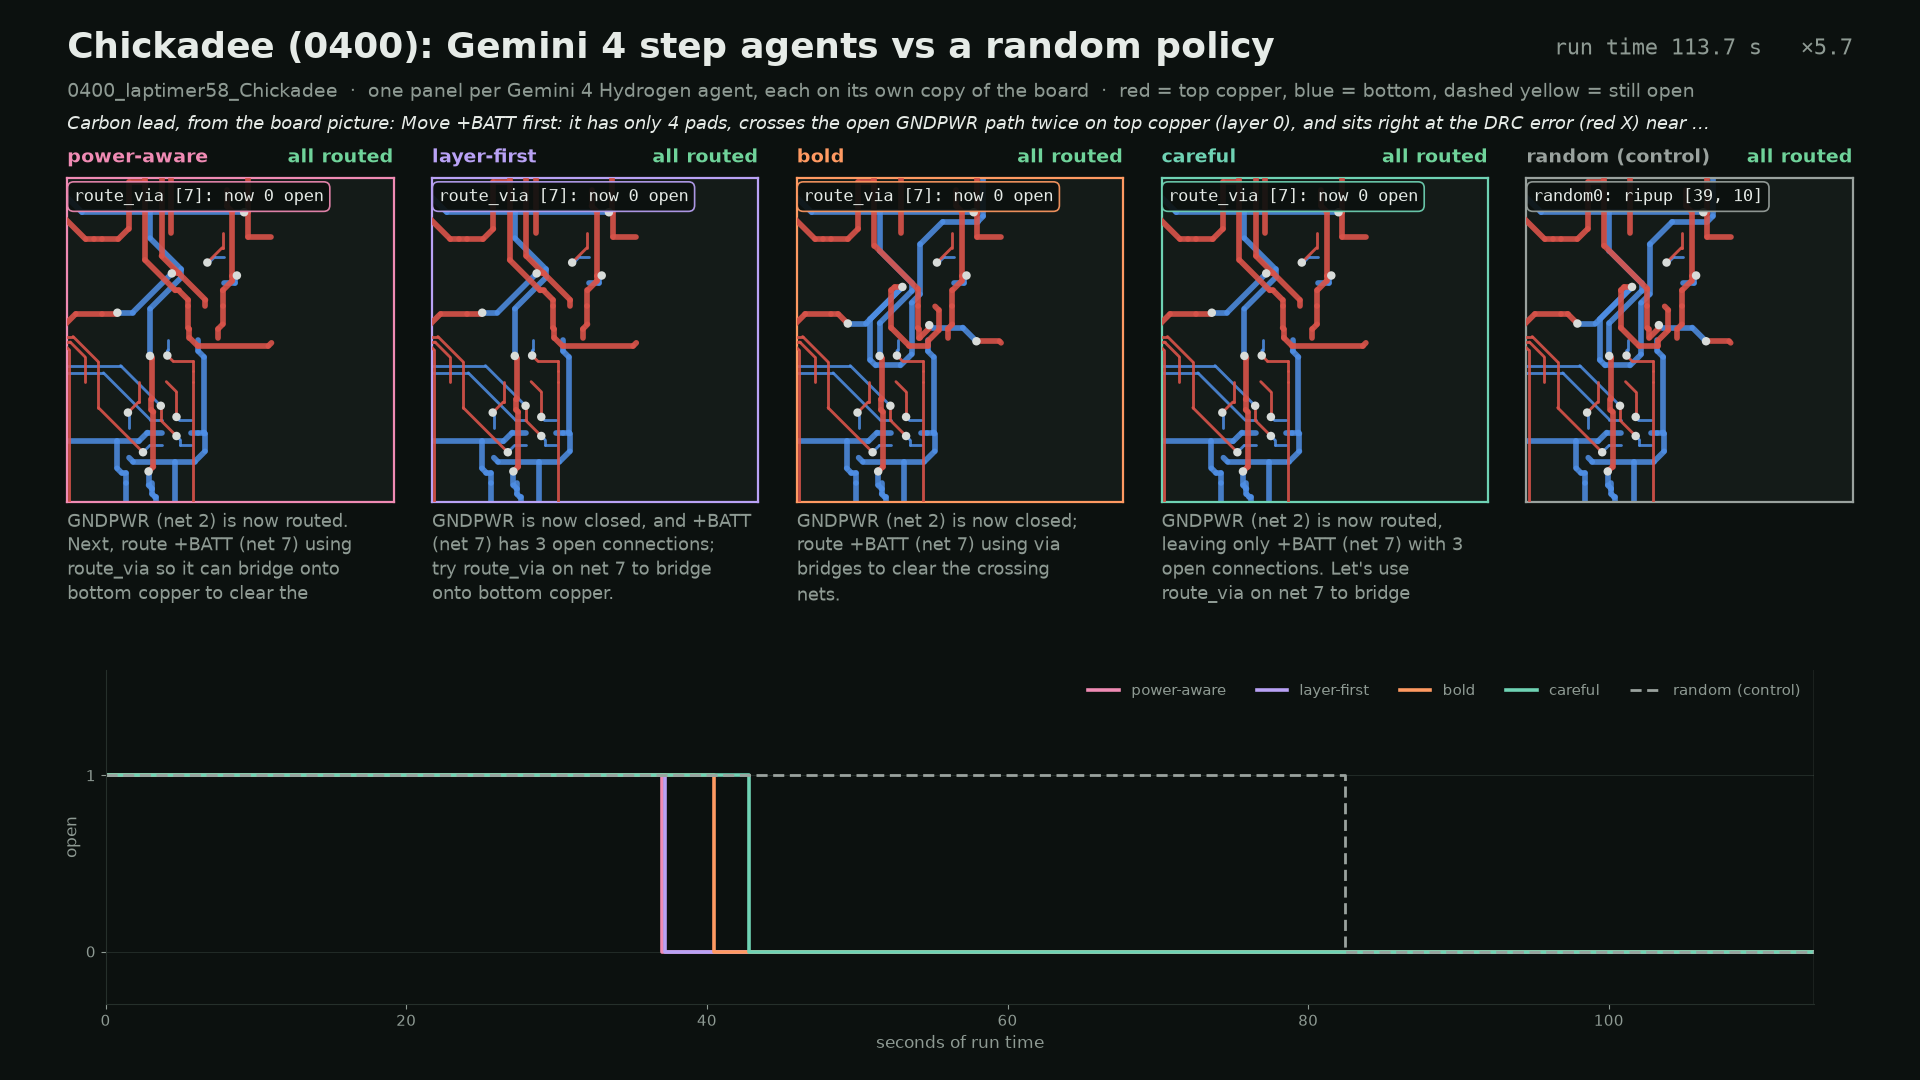 Chickadee (0400): Gemini 4 step agents vs a random policy
run time 113.7 s ×5.7
0400_laptimer58_Chickadee · one panel per Gemini 4 Hydrogen agent, each on its own copy of the board · red = top copper, blue = bottom, dashed yellow = still open
Carbon lead, from the board picture: Move +BATT first: it has only 4 pads, crosses the open GNDPWR path twice on top copper (layer 0), and sits right at the DRC error (red X) near …
power-aware all routed
route_via [7]: now 0 open
GNDPWR (net 2) is now routed.
Next, route +BATT (net 7) using
route_via so it can bridge onto
bottom copper to clear the
layer-first all routed
route_via [7]: now 0 open
GNDPWR is now closed, and +BATT
(net 7) has 3 open connections;
try route_via on net 7 to bridge
onto bottom copper.
bold all routed
route_via [7]: now 0 open
GNDPWR (net 2) is now closed;
route +BATT (net 7) using via
bridges to clear the crossing
nets.
careful all routed
route_via [7]: now 0 open
GNDPWR (net 2) is now routed,
leaving only +BATT (net 7) with 3
open connections. Let's use
route_via on net 7 to bridge
random (control) all routed
random0: ripup [39, 10]
power-aware layer-first bold careful random (control)
1
open
0
0 20 40 60 80 100
seconds of run time